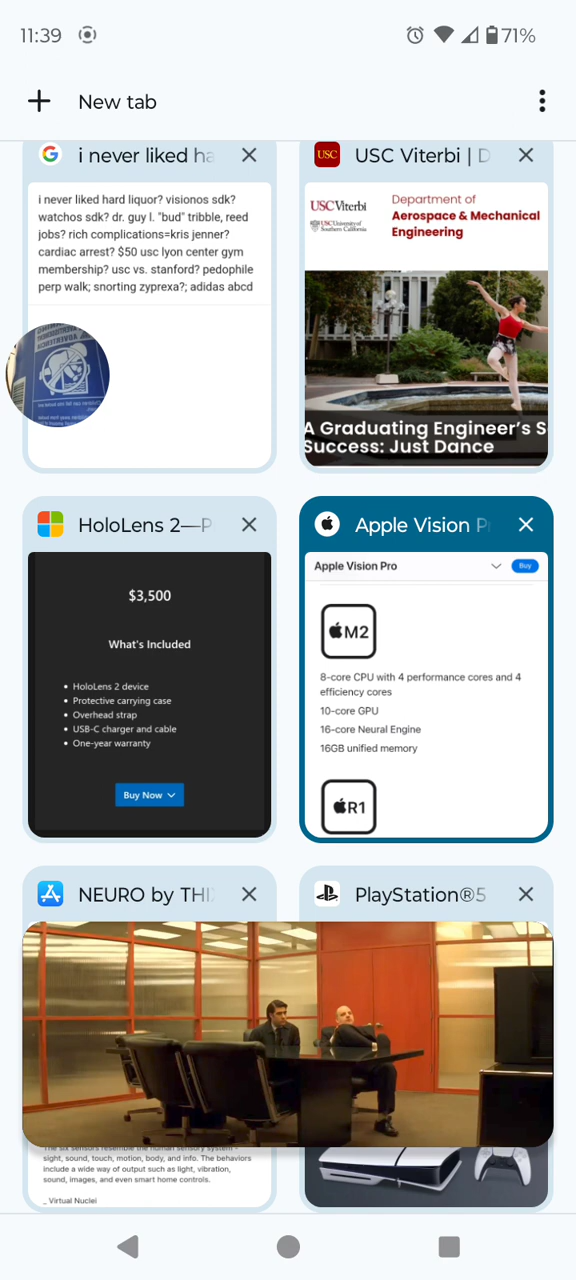 11:39
71%
New tab
i never liked ha
USC Viterbi | D
i never liked hard liquor? visionos sdk?
watchos sdk? dr. guy l. "bud" tribble, reed
jobs? rich complications=kris jenner?
cardiac arrest? $50 usc lyon center gym
membership? usc vs. stanford? pedophile
perp walk; snorting zyprexa?; adidas abcd
USC
USCViterbi
USC University of
Southern California
Department of
Aerospace & Mechanical
Engineering
A Graduating Engineer's S
Success: Just Dance
HoloLens 2—P
Apple Vision P
$3,500
What's Included
• HoloLens 2 device
• Protective carrying case
• Overhead strap
• USB-C charger and cable
• One-year warranty
Buy Now
Apple Vision Pro
Buy
M2
8-core CPU with 4 performance cores and 4
efficiency cores
10-core GPU
16-core Neural Engine
16GB unified memory
R1
NEURO by THI
PlayStation®5
The six sensors resemble the human sensory system -
sight, sound, touch, motion, body, and info. The behaviors
include a wide way of output such as light, vibration,
sound, images, and even smart home controls.
_ Virtual Nuclei